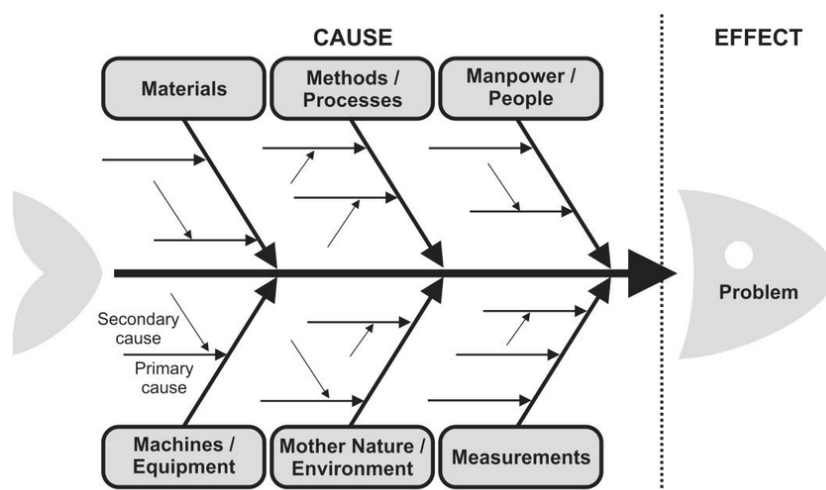 CAUSE
EFFECT
Materials
Methods /
Processes
Manpower /
People
Problem
Secondary
cause
Primary
cause
Machines /
Equipment
Mother Nature /
Environment
Measurements